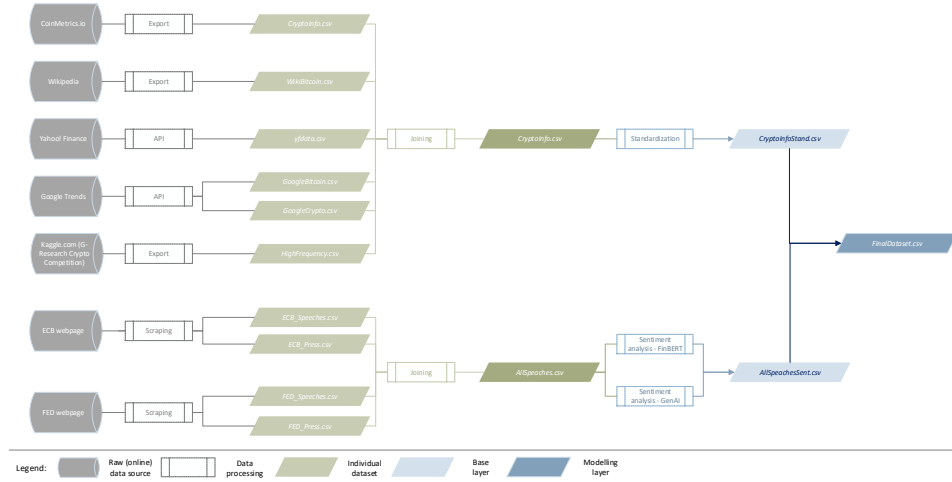 CoinMetrics.io
Export
CryptoInfo.csv
Wikipedia
Export
WikiBitcoin.csv
Yahoo! Finance
API
yfdata.csv
Joining
CryptoInfo.csv
Standardization
CryptoInfoStand.csv
Google Trends
API
GoogleBitcoin.csv
GoogleCrypto.csv
Kaggle.com (G-
Research Crypto
Competition)
Export
HighFrequency.csv
FinalDataset.csv
ECB webpage
Scraping
ECB_Speeches.csv
ECB_Press.csv
Joining
AllSpeaches.csv
Sentiment
analysis - FinBERT
Sentiment
analysis - GenAI
AllSpeachesSent.csv
FED webpage
Scraping
FED_Speeches.csv
FED_Press.csv
Legend:
Raw (online)
data source
Data
processing
Individual
dataset
Base
layer
Modelling
layer